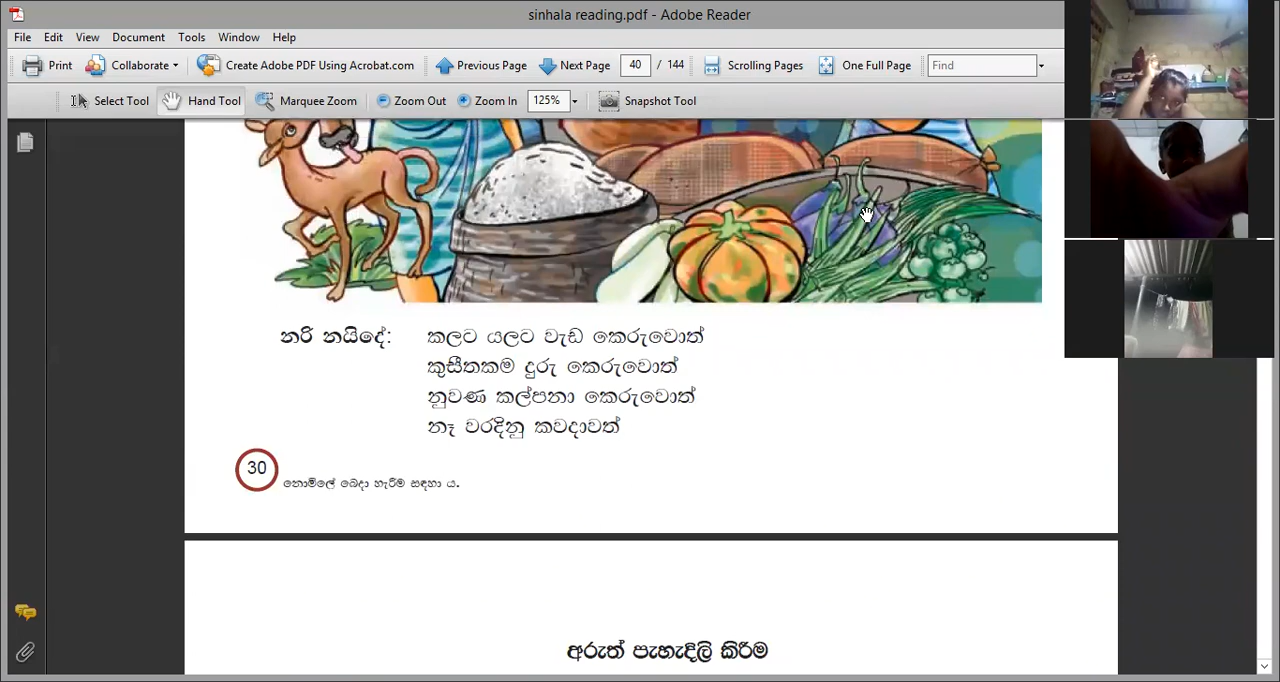 sinhala reading.pdf - Adobe Reader
File Edit View Document Tools Window Help
Print Collaborate Create Adobe PDF Using Acrobat.com Previous Page 40 / 144 Next Page Scrolling Pages One Full Page Find
Select Tool Hand Tool Marquee Zoom Zoom Out Zoom In 125% Snapshot Tool
නරි නයිදේ: කලට යලට වැඩ කෙරුවොත්
කුසීතකම දුරු කෙරුවොත්
නුවණ කල්පනා කෙරුවොත්
නෑ වරදිනු කවදාවත්
30
නොමිලේ බෙදා හැරීම සඳහා ය.
අරුත් පැහැදිලි කිරීම